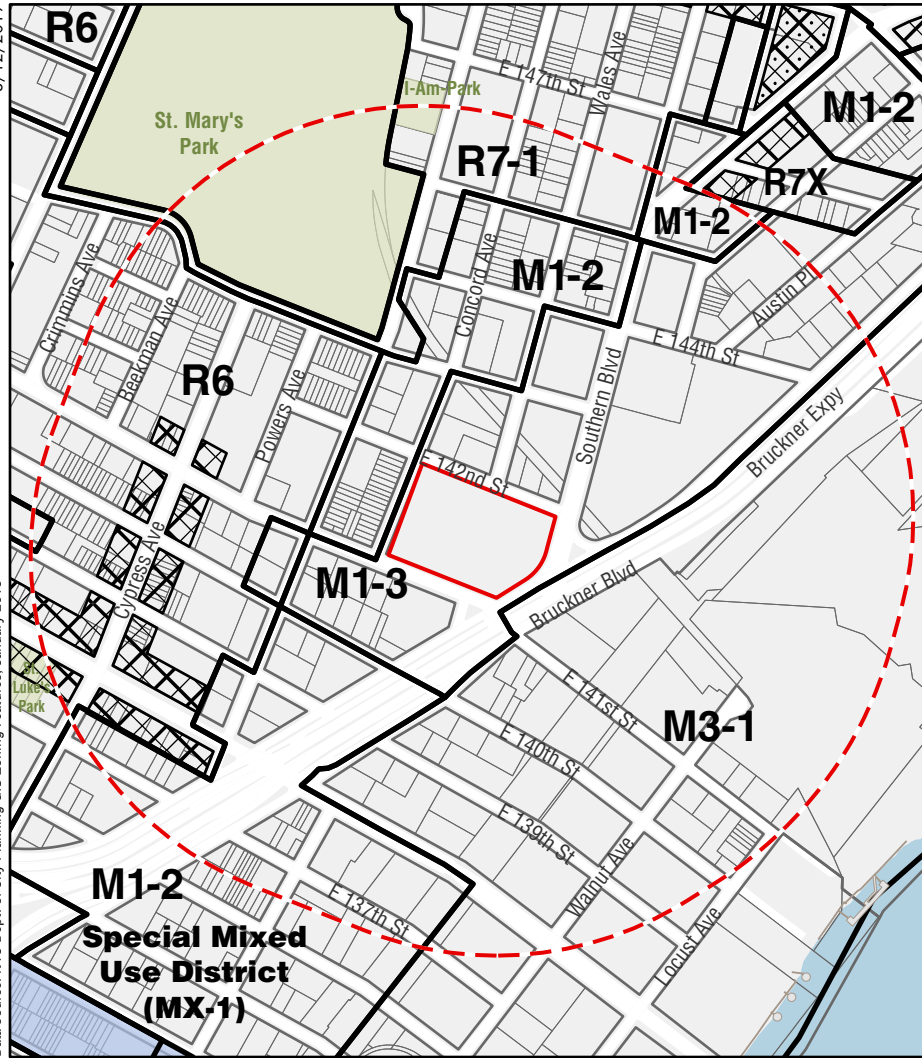 R6
E 147th St
Wales Ave
I-Am-Park
St. Mary's
Park
M1-2
R7-1
R7X
M1-2
Concord Ave
M1-2
Crimmins Ave
Beekman Ave
Austin Pl
E 144th St
R6
Powers Ave
Southern Blvd
Bruckner Expy
E 142nd St
Cypress Ave
M1-3
Bruckner Blvd
St.
Luke's
Park
E 141st St
M3-1
E 140th St
E 139th St
Walnut Ave
M1-2
E 137th St
Locust Ave
Special Mixed
Use District
(MX-1)